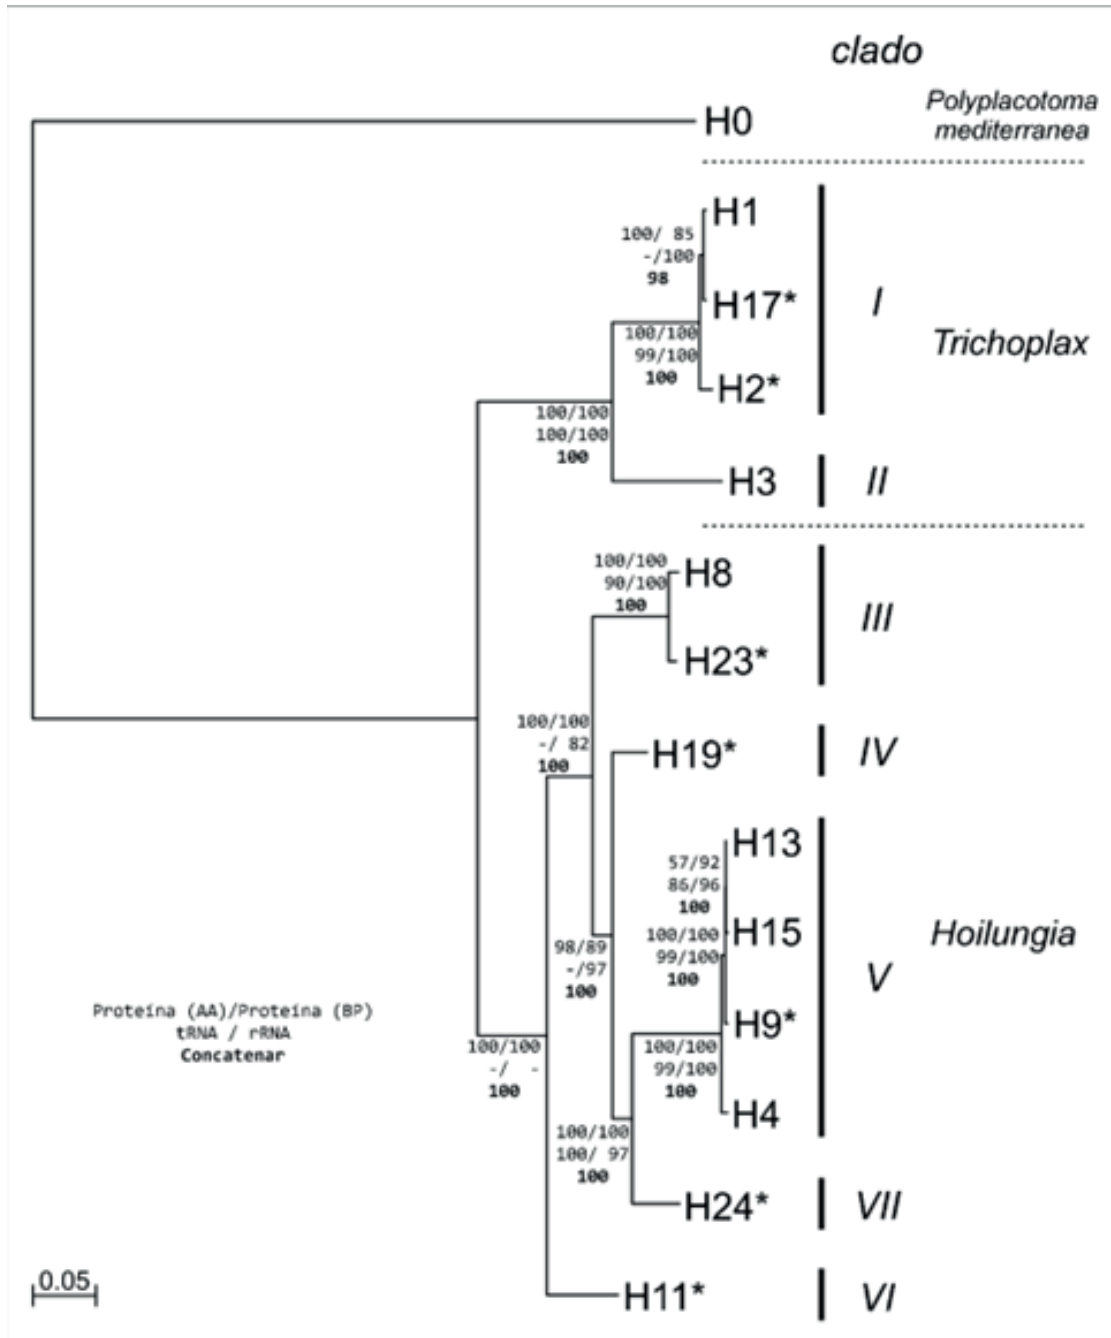 clado
Polyplacotoma
mediterranea
H0
H1
100/ 85
-/100
98
H17*
I
Trichoplax
100/100
99/100
100
H2*
100/100
100/100
100
H3
II
100/100
90/100
100
H8
III
H23*
100/100
-/ 82
100
H19*
IV
H13
57/92
86/96
100
100/100
99/100
100
H15
Hoilungia
98/89
-/97
100
V
H9*
Proteína (AA)/Proteína (BP)
tRNA / rRNA
Concatenar
100/100
-/ -
100
100/100
99/100
100
H4
100/100
100/ 97
100
H24*
VII
0.05
H11*
VI